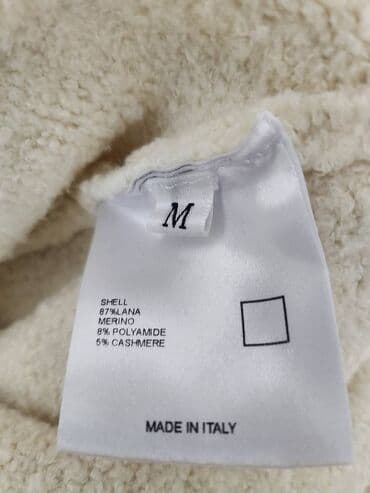 M
SHELL
87%LANA
MERINO
8% POLYAMIDE
5% CASHMERE
MADE IN ITALY